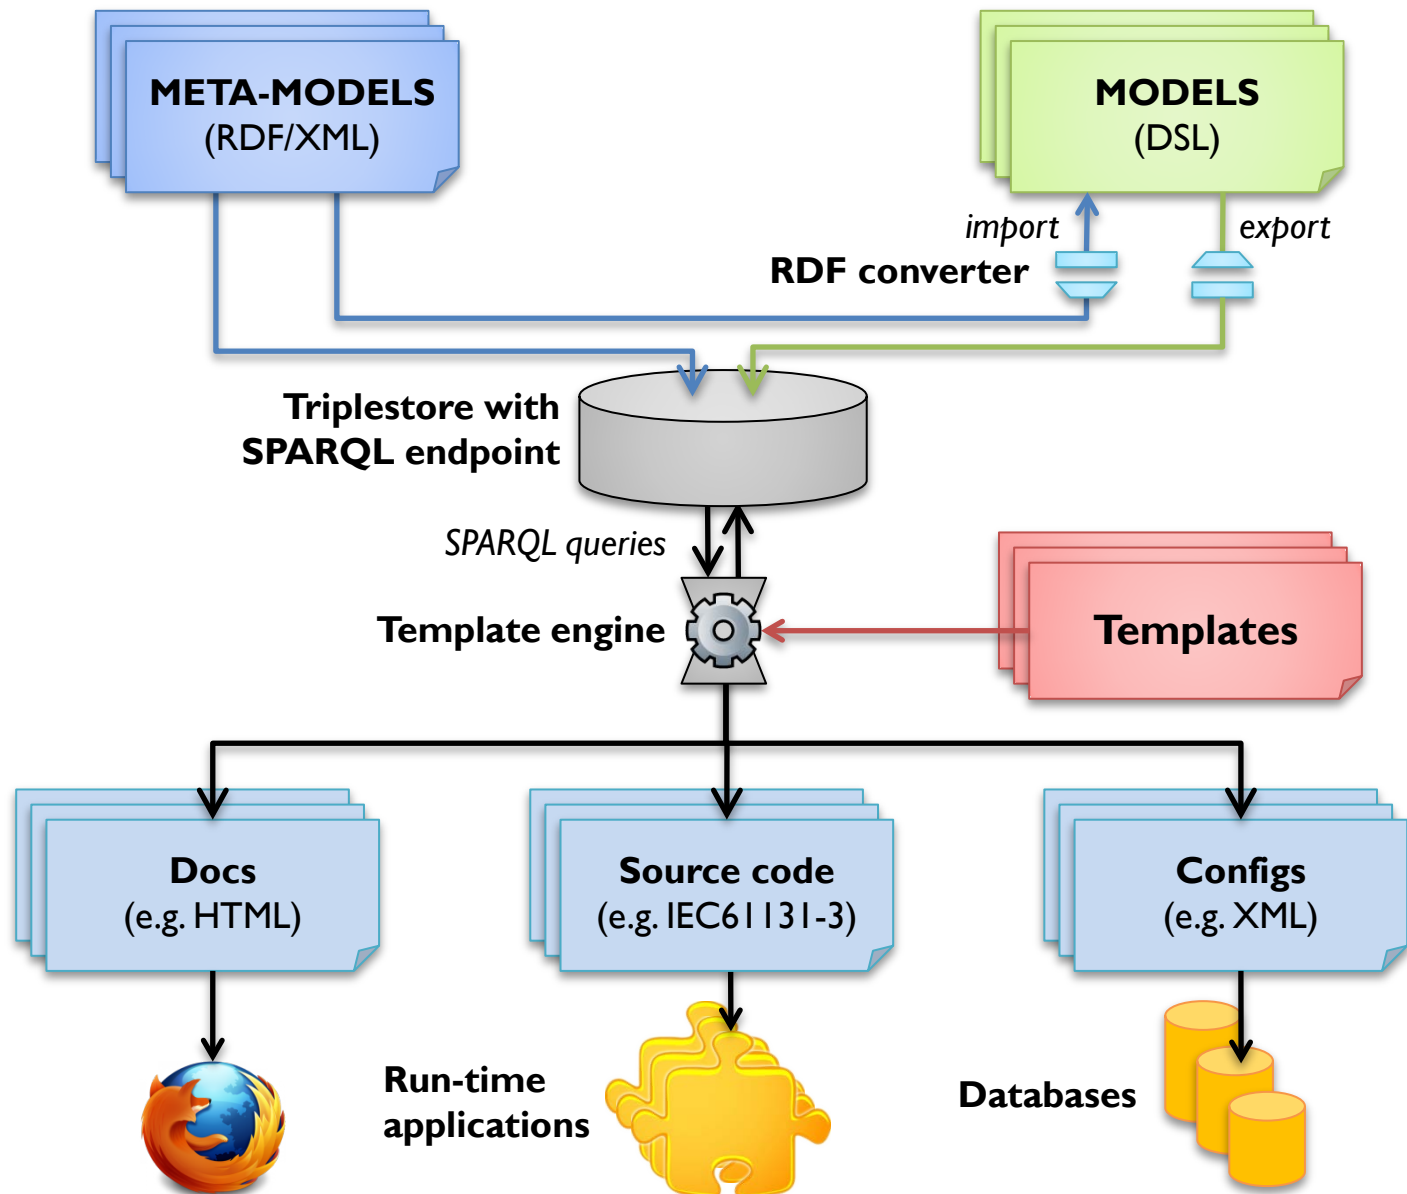 META-MODELS
(RDF/XML)
MODELS
(DSL)
import
export
RDF converter
Triplestore with
SPARQL endpoint
SPARQL queries
Template engine
Templates
Docs
(e.g. HTML)
Source code
(e.g. IEC61131-3)
Configs
(e.g. XML)
Run-time
applications
Databases